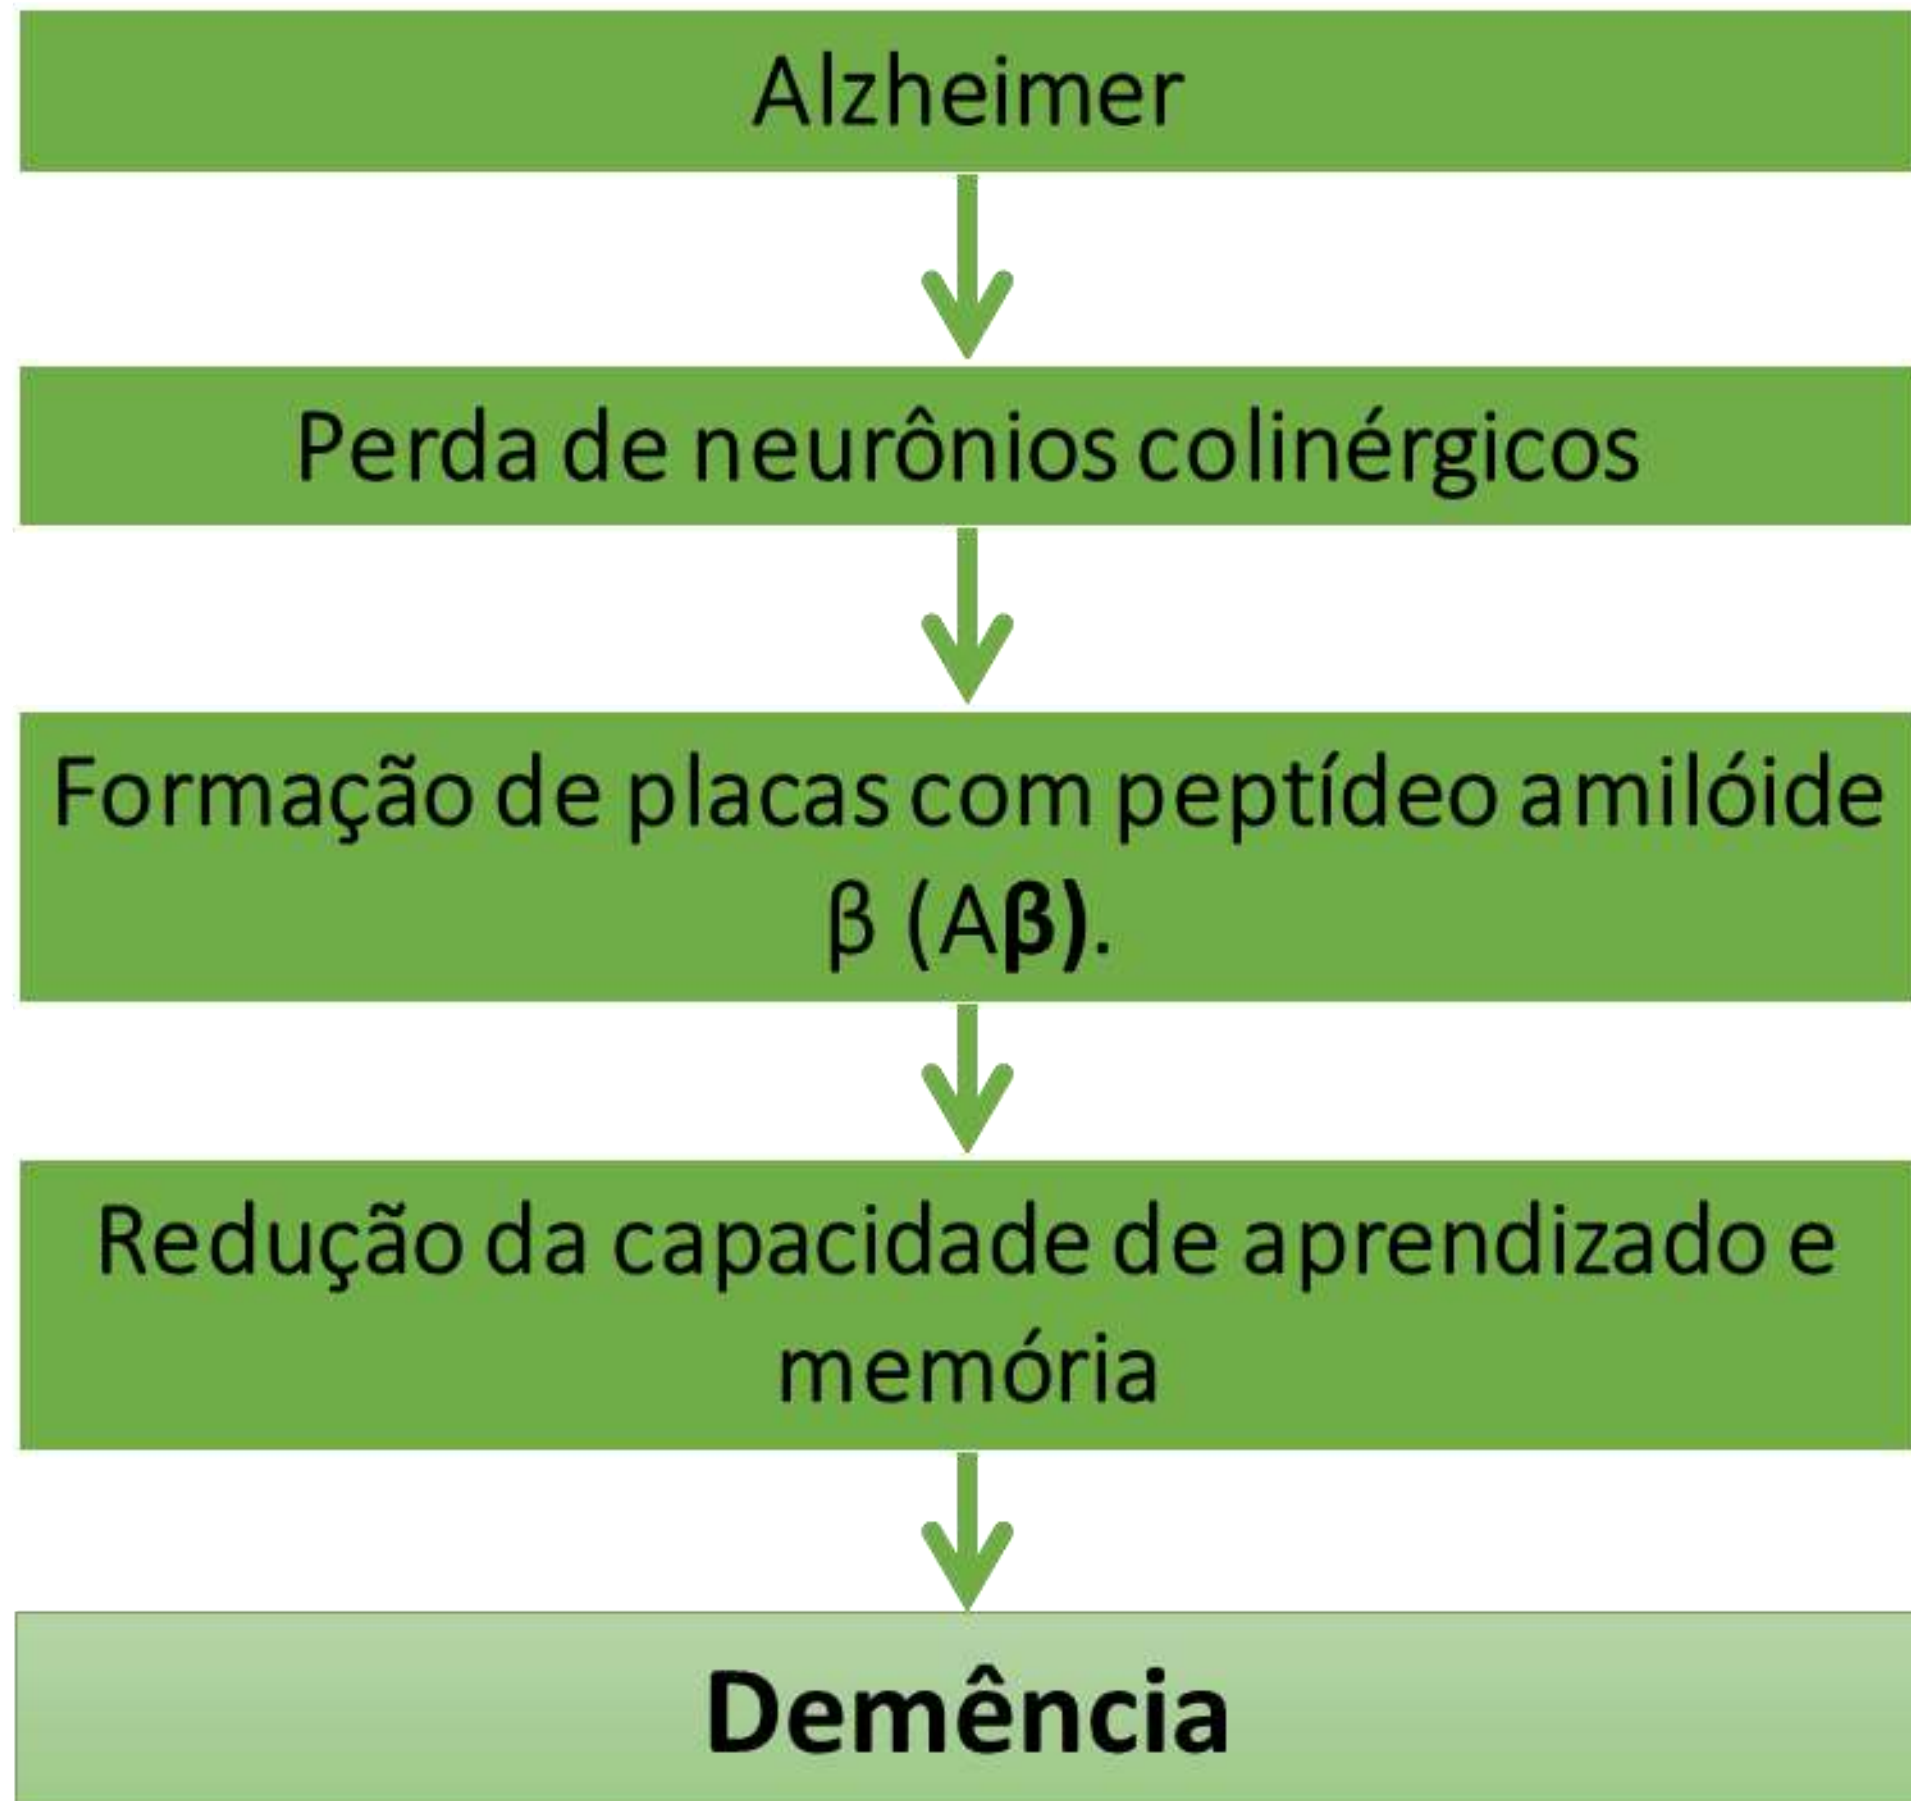 Alzheimer
Perda de neurônios colinérgicos
Formação de placas com peptídeo amilóide
β (Aβ).
Redução da capacidade de aprendizado e
memória
Demência